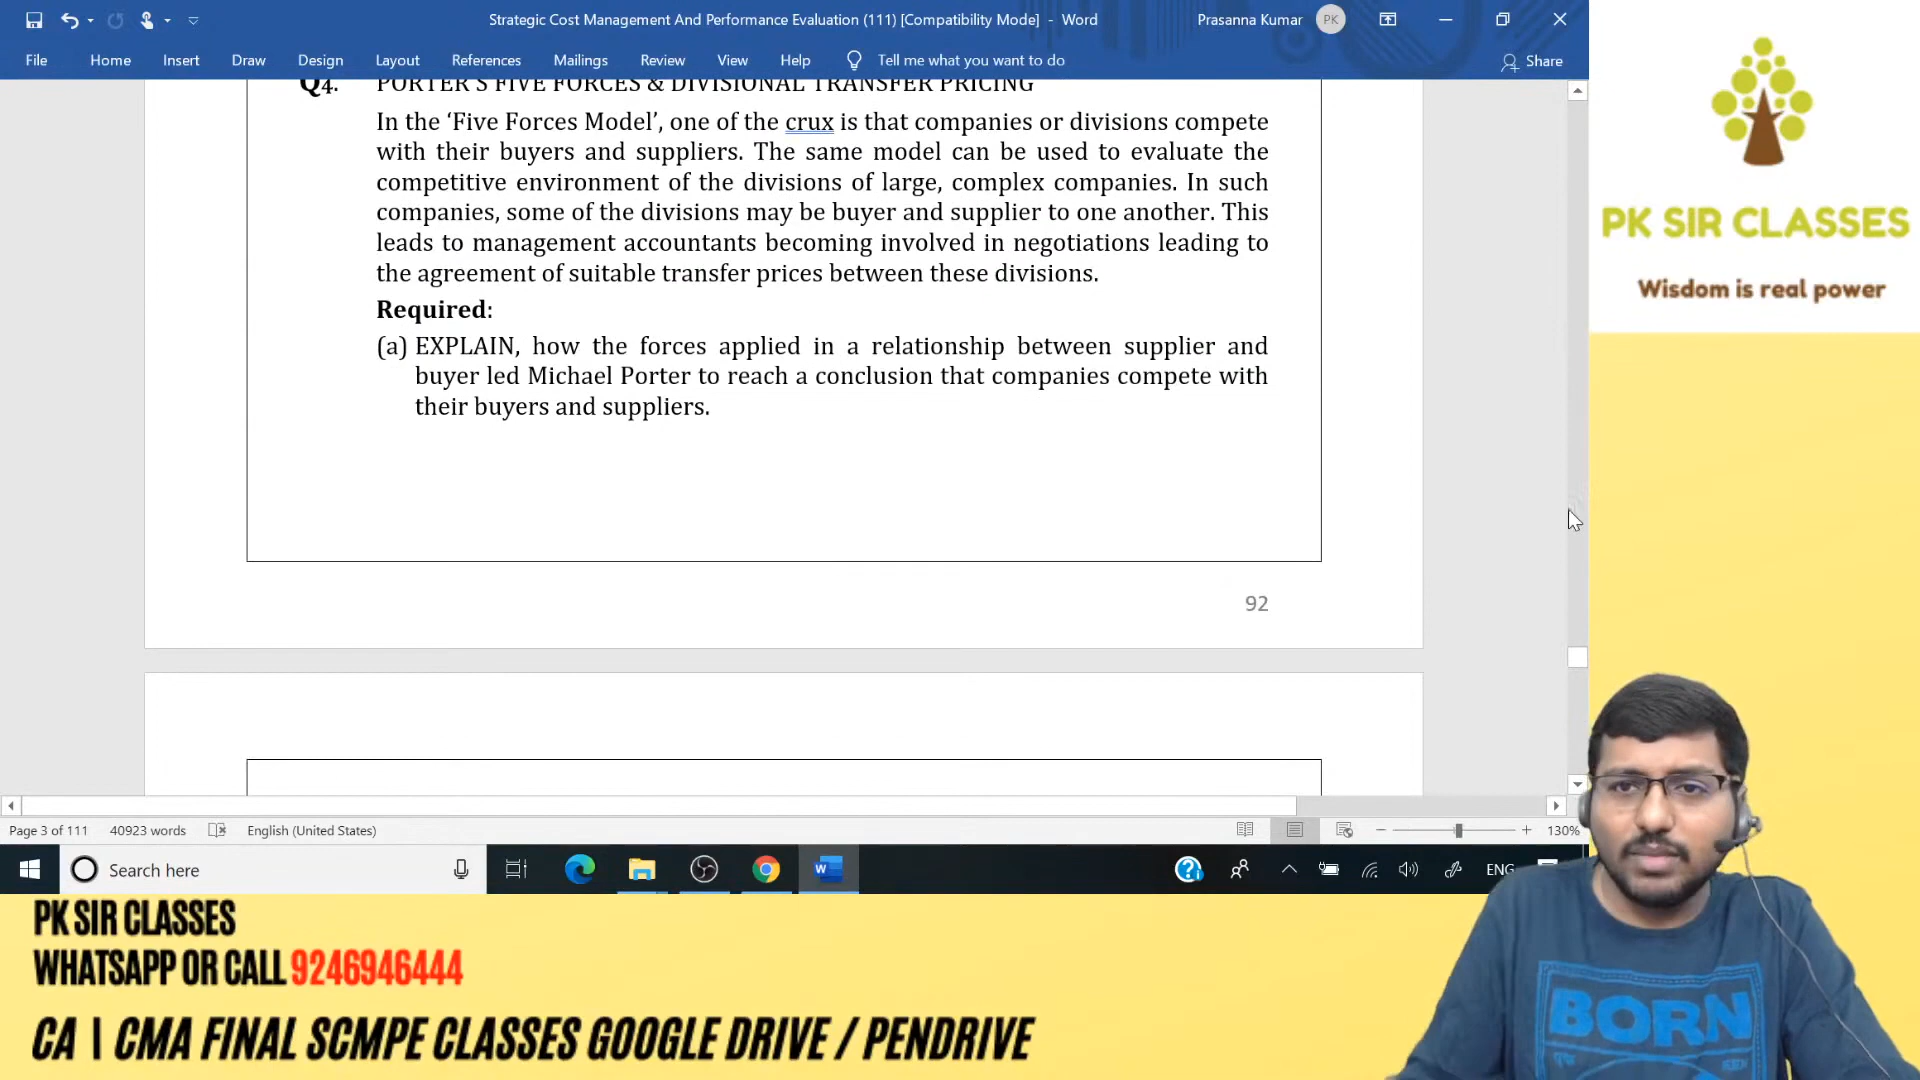 Strategic Cost Management And Performance Evaluation (111) [Compatibility Mode] - Word
Prasanna Kumar
PK
File Home Insert Draw Design Layout References Mailings Review View Help Tell me what you want to do Share
Q4. PORTER'S FIVE FORCES & DIVISIONAL TRANSFER PRICING
In the ‘Five Forces Model’, one of the crux is that companies or divisions compete
with their buyers and suppliers. The same model can be used to evaluate the
competitive environment of the divisions of large, complex companies. In such
companies, some of the divisions may be buyer and supplier to one another. This
leads to management accountants becoming involved in negotiations leading to
the agreement of suitable transfer prices between these divisions.
Required:
(a) EXPLAIN, how the forces applied in a relationship between supplier and
buyer led Michael Porter to reach a conclusion that companies compete with
their buyers and suppliers.
92
Page 3 of 111 40923 words English (United States) 130%
Search here
ENG
PK SIR CLASSES
Wisdom is real power
PK SIR CLASSES
WHATSAPP OR CALL 9246946444
CA \ CMA FINAL SCMPE CLASSES GOOGLE DRIVE / PENDRIVE
BORN